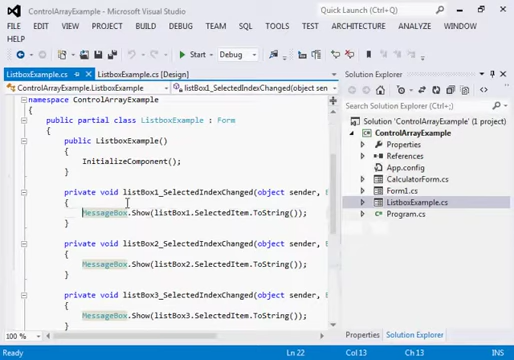 ControlArrayExample - Microsoft Visual Studio
Quick Launch (Ctrl+Q)
FILE EDIT VIEW PROJECT BUILD DEBUG TEAM SQL TOOLS TEST ARCHITECTURE ANALYZE WINDOW
HELP
Start Debug
ListboxExample.cs ListboxExample.cs [Design]
ControlArrayExample.ListboxExample listBox1_SelectedIndexChanged(object sen
namespace ControlArrayExample
public partial class ListboxExample : Form
{
public ListboxExample()
{
InitializeComponent();
}
private void listBox1_SelectedIndexChanged(object sender, E
{
MessageBox.Show(listBox1.SelectedItem.ToString());
}
private void listBox2_SelectedIndexChanged(object sender, E
{
MessageBox.Show(listBox2.SelectedItem.ToString());
}
private void listBox3_SelectedIndexChanged(object sender, E
{
MessageBox.Show(listBox3.SelectedItem.ToString());
}
100 %
Solution Explorer
Search Solution Explorer (Ctrl+;)
Solution 'ControlArrayExample' (1 project)
ControlArrayExample
Properties
References
App.config
CalculatorForm.cs
Form1.cs
ListboxExample.cs
Program.cs
Properties Solution Explorer
Ready Ln 22 Col 13 Ch 13 INS